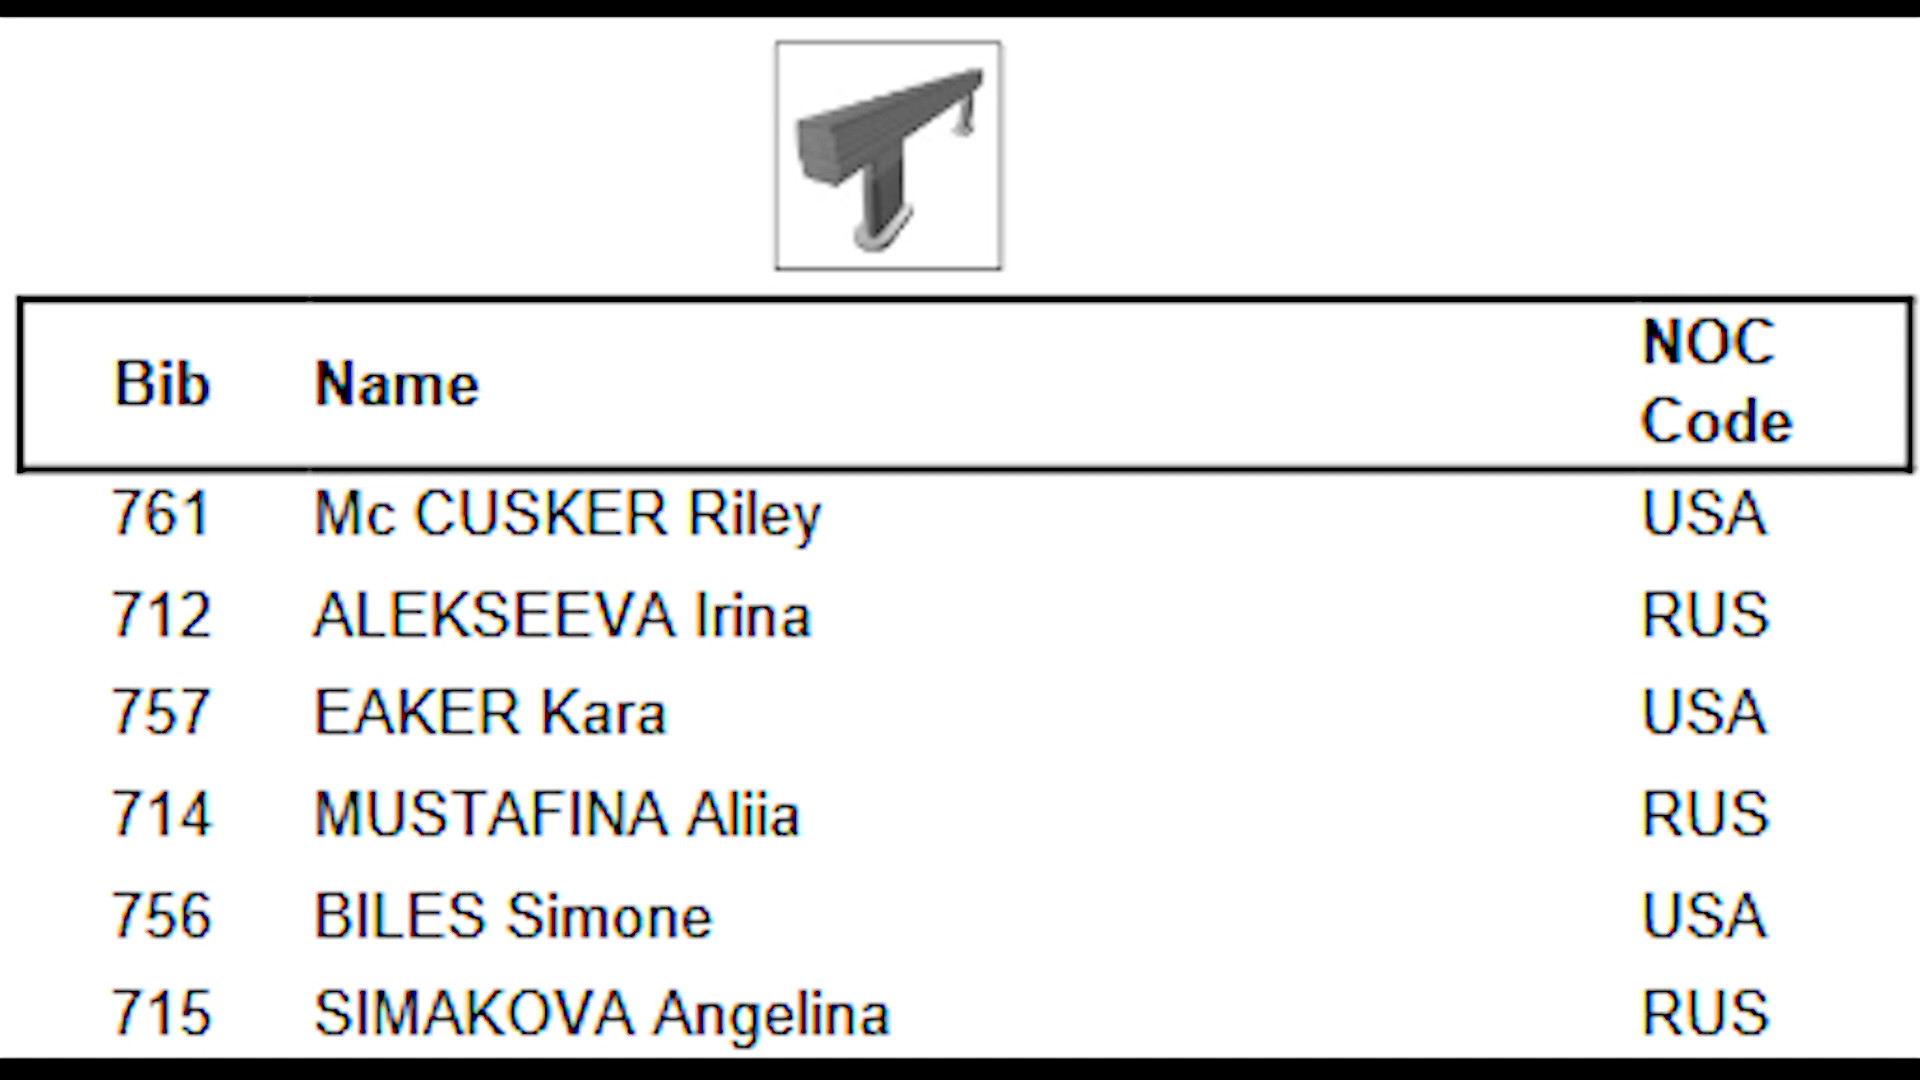 Bib Name NOC Code
761 Mc CUSKER Riley USA
712 ALEKSEEVA Irina RUS
757 EAKER Kara USA
714 MUSTAFINA Aliia RUS
756 BILES Simone USA
715 SIMAKOVA Angelina RUS